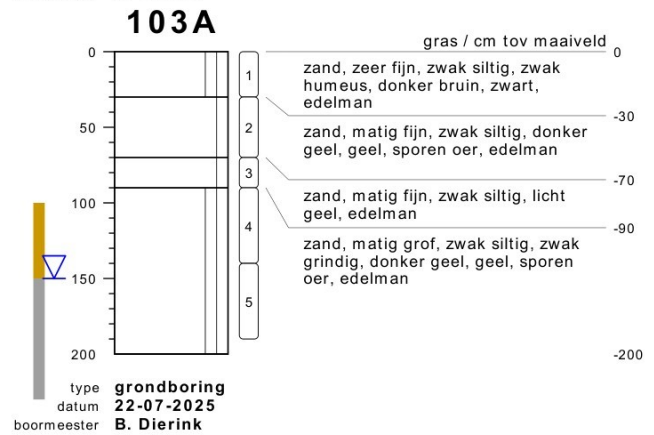 103A
gras / cm tov maaiveld
0
0
1
zand, zeer fijn, zwak siltig, zwak
humeus, donker bruin, zwart,
edelman
-30
50
2
zand, matig fijn, zwak siltig, donker
geel, geel, sporen oer, edelman
-70
3
zand, matig fijn, zwak siltig, licht
geel, edelman
-90
100
4
zand, matig grof, zwak siltig, zwak
grindig, donker geel, geel, sporen
oer, edelman
150
5
200
-200
type grondboring
datum 22-07-2025
boormeester B. Dierink